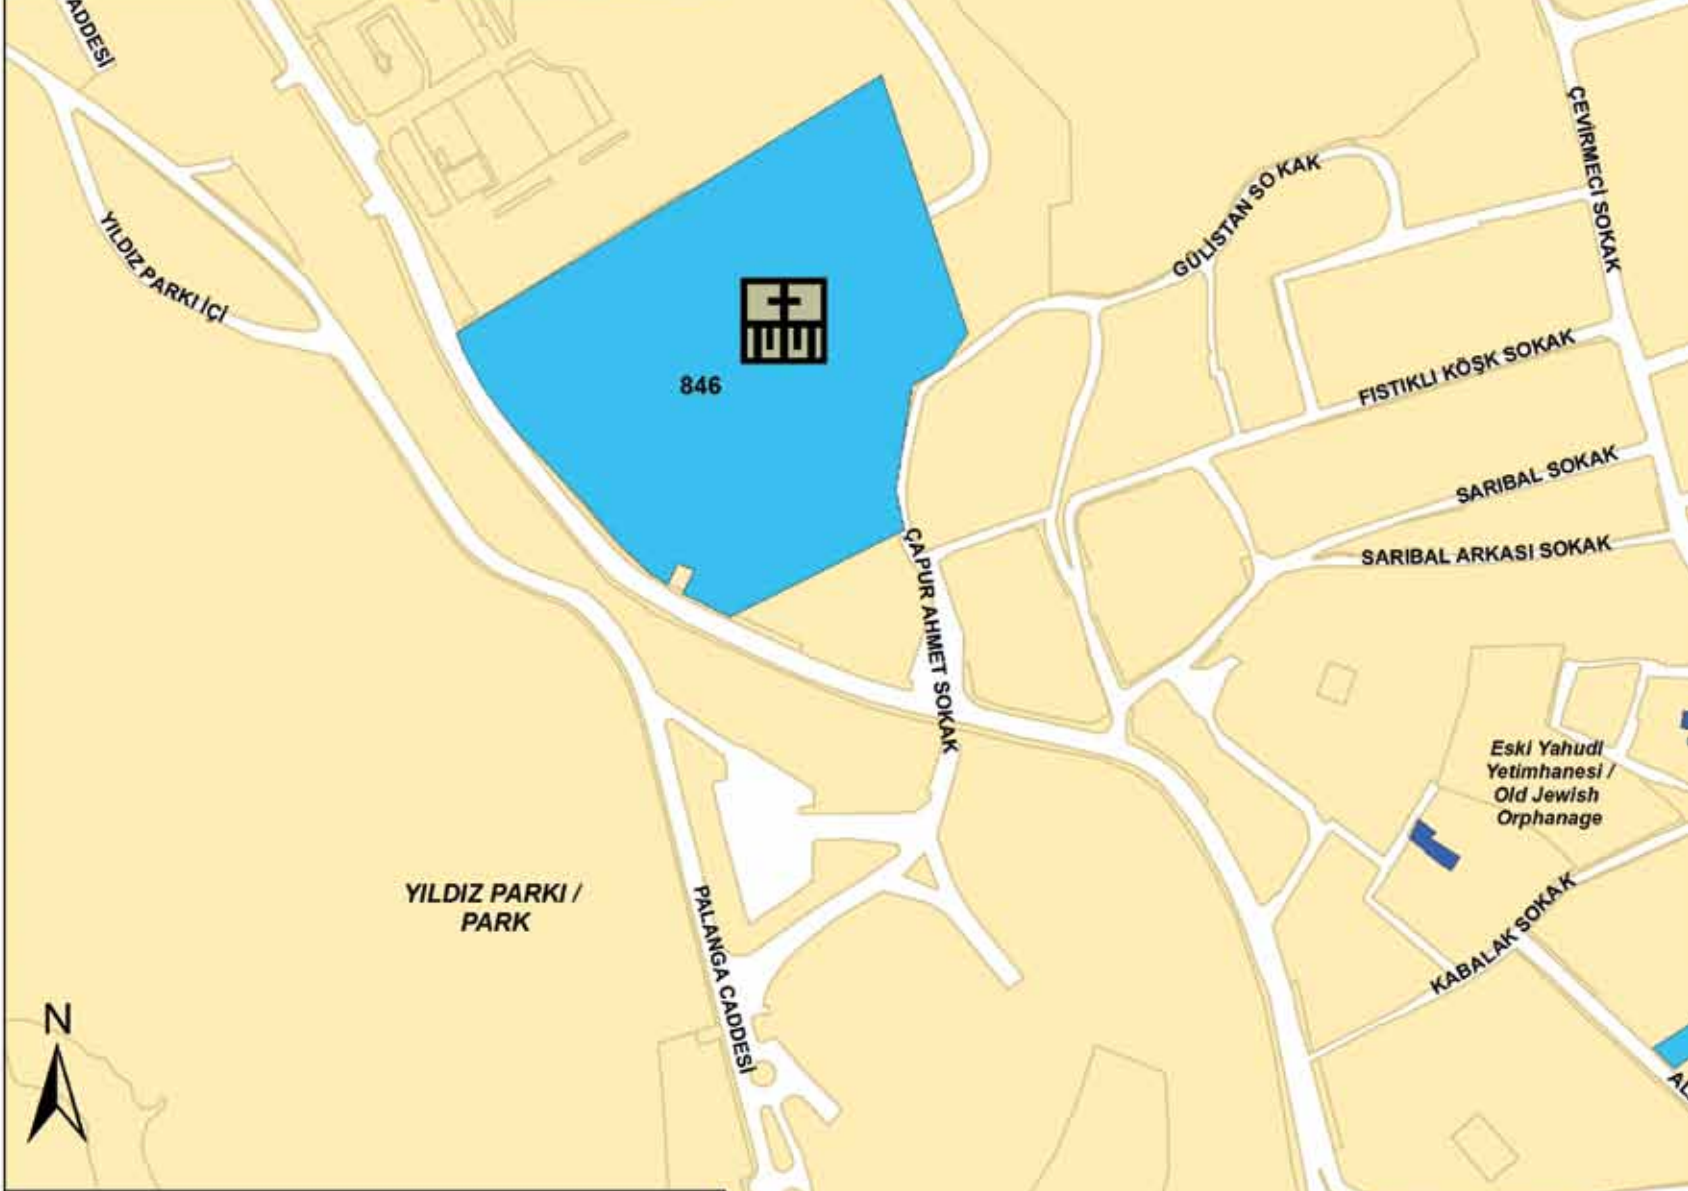 ADDESİ
ÇEVİRMECİ SOKAK
GÜLİSTAN SO KAK
YILDIZ PARKI İÇİ
846
FISTIKLI KÖŞK SOKAK
SARIBAL SOKAK
SARIBAL ARKASI SOKAK
ÇAPUR AHMET SOKAK
Eski Yahudi
Yetimhanesi /
Old Jewish
Orphanage
YILDIZ PARKI /
PARK
PALANGA CADDESİ
KABALAK SOKAK
N
AL